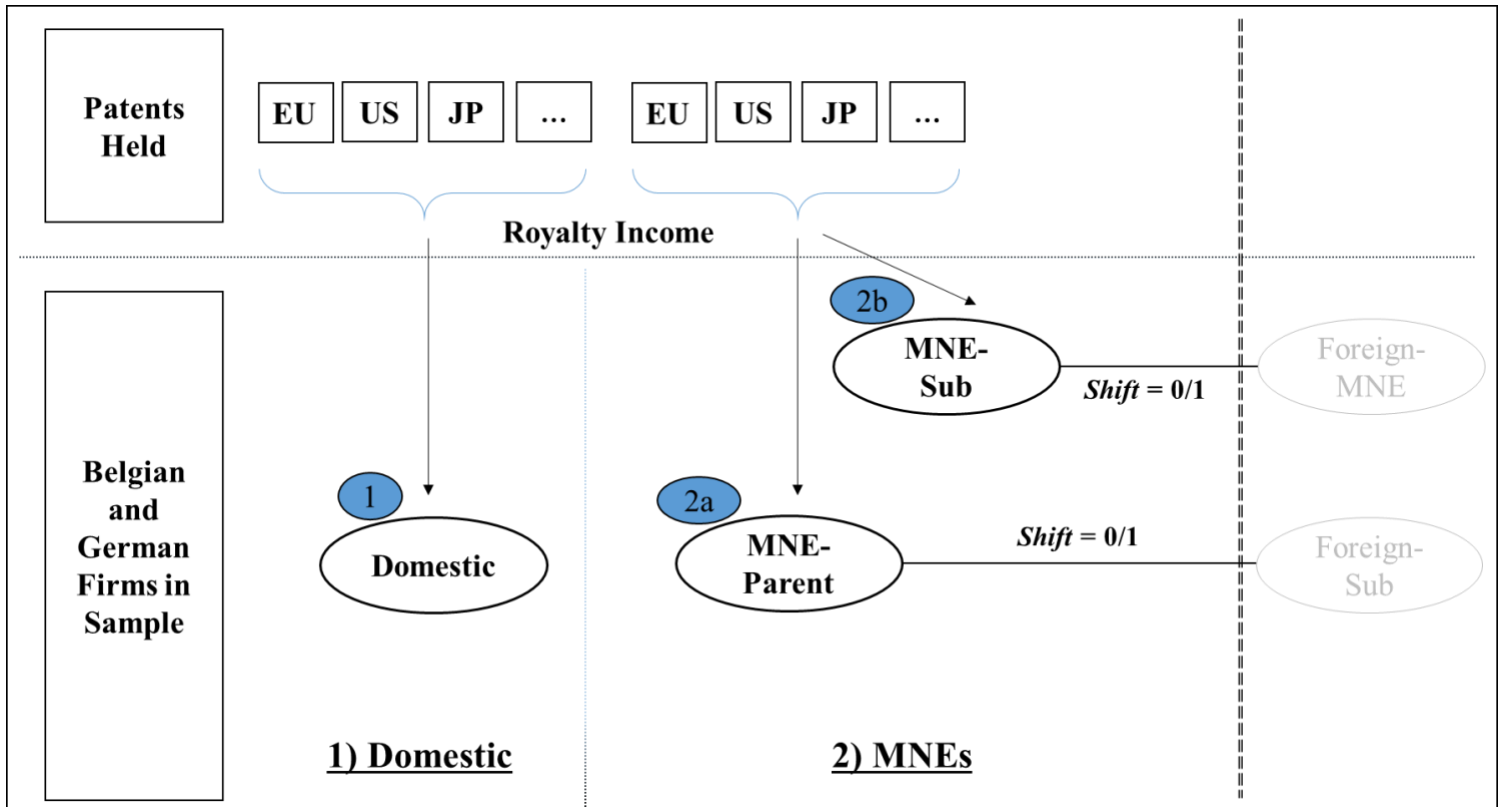 Patents
Held
EU US JP ... EU US JP ...
Royalty Income
Belgian
and
German
Firms in
Sample
1
Domestic
2a
MNE-
Parent
2b
MNE-
Sub
Shift = 0/1
Foreign-
MNE
Shift = 0/1
Foreign-
Sub
1) Domestic
2) MNEs